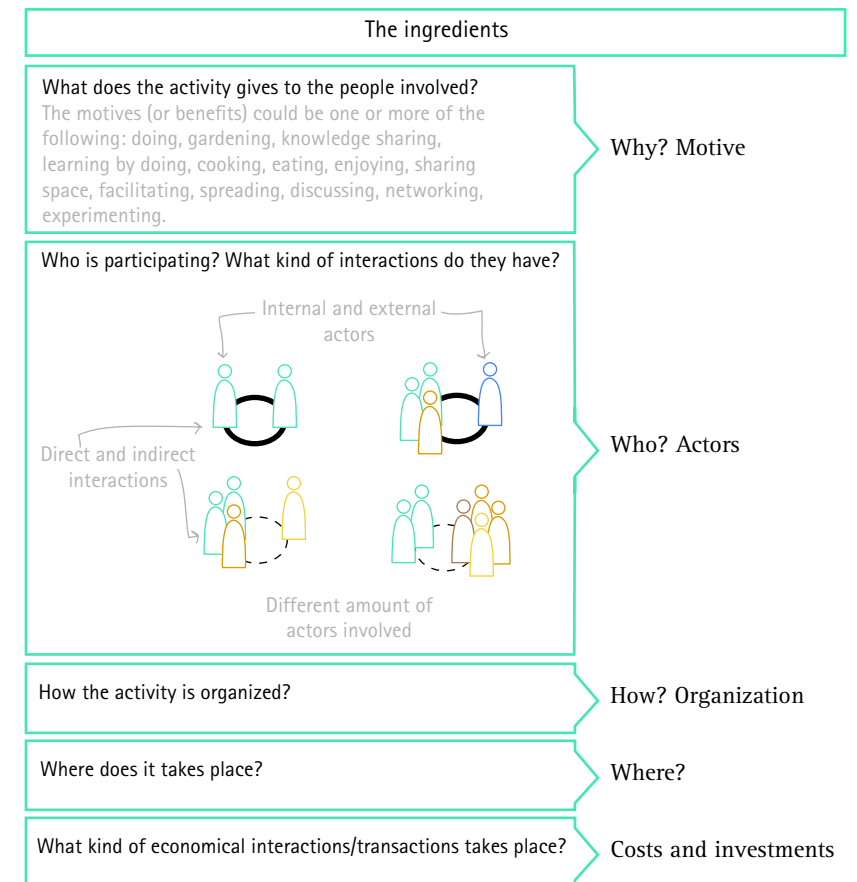 The ingredients
What does the activity gives to the people involved?
The motives (or benefits) could be one or more of the
following: doing, gardening, knowledge sharing,
learning by doing, cooking, eating, enjoying, sharing
space, facilitating, spreading, discussing, networking,
experimenting.
Why? Motive
Who is participating? What kind of interactions do they have?
Internal and external
actors
Direct and indirect
interactions
Different amount of
actors involved
Who? Actors
How the activity is organized?
How? Organization
Where does it takes place?
Where?
What kind of economical interactions/transactions takes place?
Costs and investments